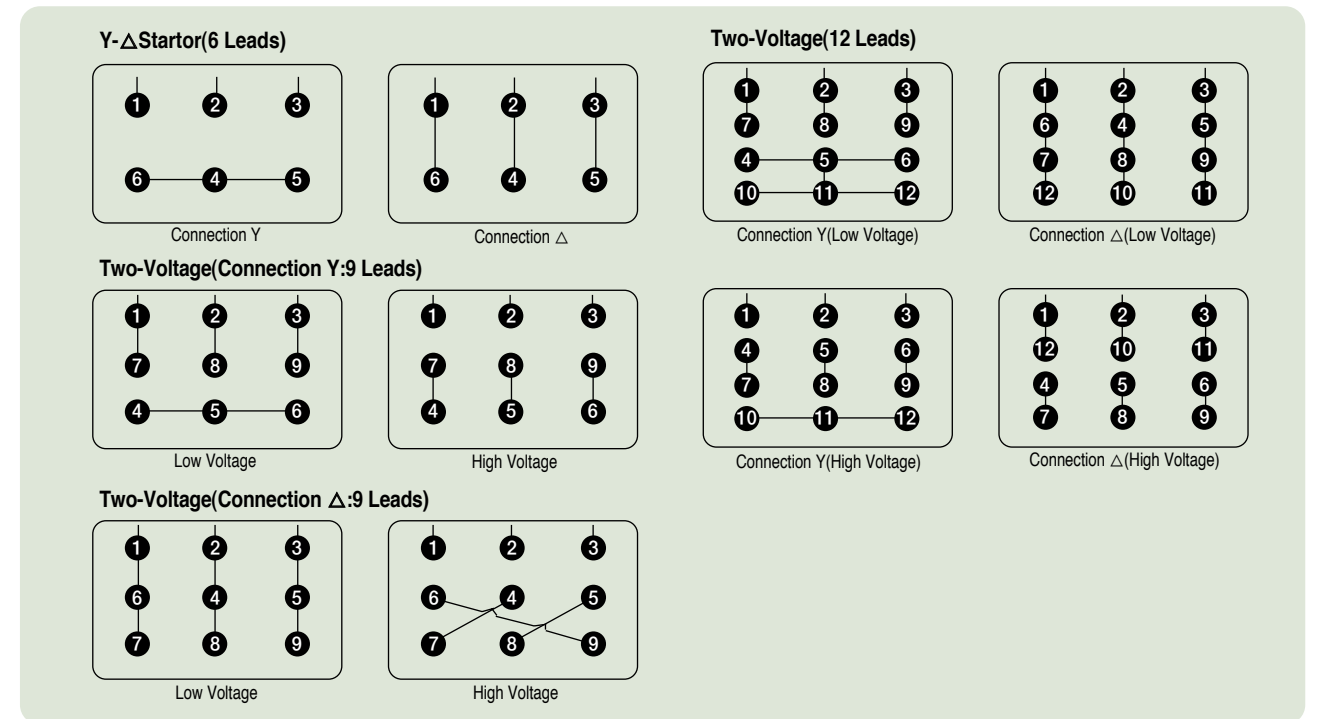 Y-△Startor(6 Leads)
1 2 3
6 4 5
Connection Y
1 2 3
6 4 5
Connection △
Two-Voltage(Connection Y:9 Leads)
1 2 3
7 8 9
4 5 6
Low Voltage
1 2 3
7 8 9
4 5 6
High Voltage
Two-Voltage(Connection △:9 Leads)
1 2 3
6 4 5
7 8 9
Low Voltage
1 2 3
6 4 5
7 8 9
High Voltage
Two-Voltage(12 Leads)
1 2 3
7 8 9
4 5 6
10 11 12
Connection Y(Low Voltage)
1 2 3
6 4 5
7 8 9
12 10 11
Connection △(Low Voltage)
1 2 3
4 5 6
7 8 9
10 11 12
Connection Y(High Voltage)
1 2 3
12 10 11
4 5 6
7 8 9
Connection △(High Voltage)